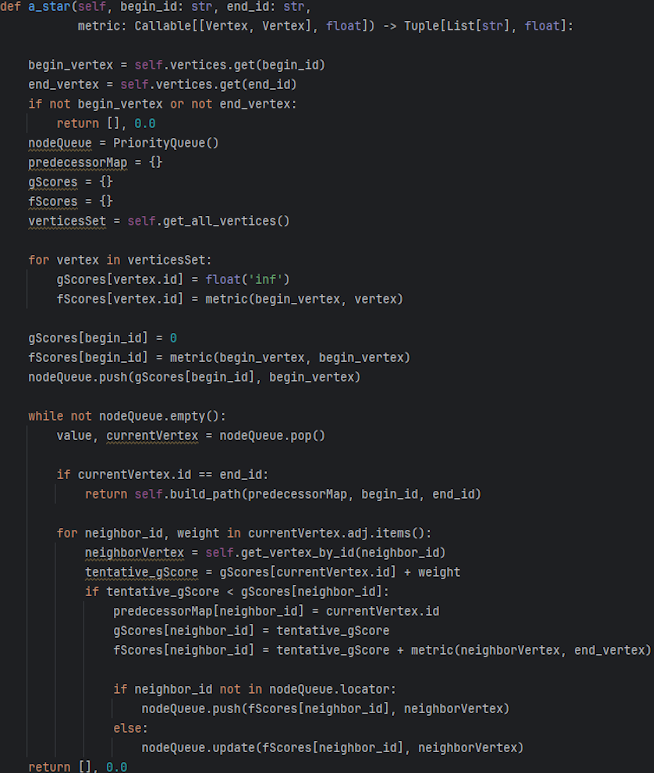 def a_star(self, begin_id: str, end_id: str,
           metric: Callable[[Vertex, Vertex], float]) -> Tuple[List[str], float]:

    begin_vertex = self.vertices.get(begin_id)
    end_vertex = self.vertices.get(end_id)
    if not begin_vertex or not end_vertex:
        return [], 0.0
    nodeQueue = PriorityQueue()
    predecessorMap = {}
    gScores = {}
    fScores = {}
    verticesSet = self.get_all_vertices()

    for vertex in verticesSet:
        gScores[vertex.id] = float('inf')
        fScores[vertex.id] = metric(begin_vertex, vertex)

    gScores[begin_id] = 0
    fScores[begin_id] = metric(begin_vertex, begin_vertex)
    nodeQueue.push(gScores[begin_id], begin_vertex)

    while not nodeQueue.empty():
        value, currentVertex = nodeQueue.pop()

        if currentVertex.id == end_id:
            return self.build_path(predecessorMap, begin_id, end_id)

        for neighbor_id, weight in currentVertex.adj.items():
            neighborVertex = self.get_vertex_by_id(neighbor_id)
            tentative_gScore = gScores[currentVertex.id] + weight
            if tentative_gScore < gScores[neighbor_id]:
                predecessorMap[neighbor_id] = currentVertex.id
                gScores[neighbor_id] = tentative_gScore
                fScores[neighbor_id] = tentative_gScore + metric(neighborVertex, end_vertex)

                if neighbor_id not in nodeQueue.locator:
                    nodeQueue.push(fScores[neighbor_id], neighborVertex)
                else:
                    nodeQueue.update(fScores[neighbor_id], neighborVertex)
    return [], 0.0